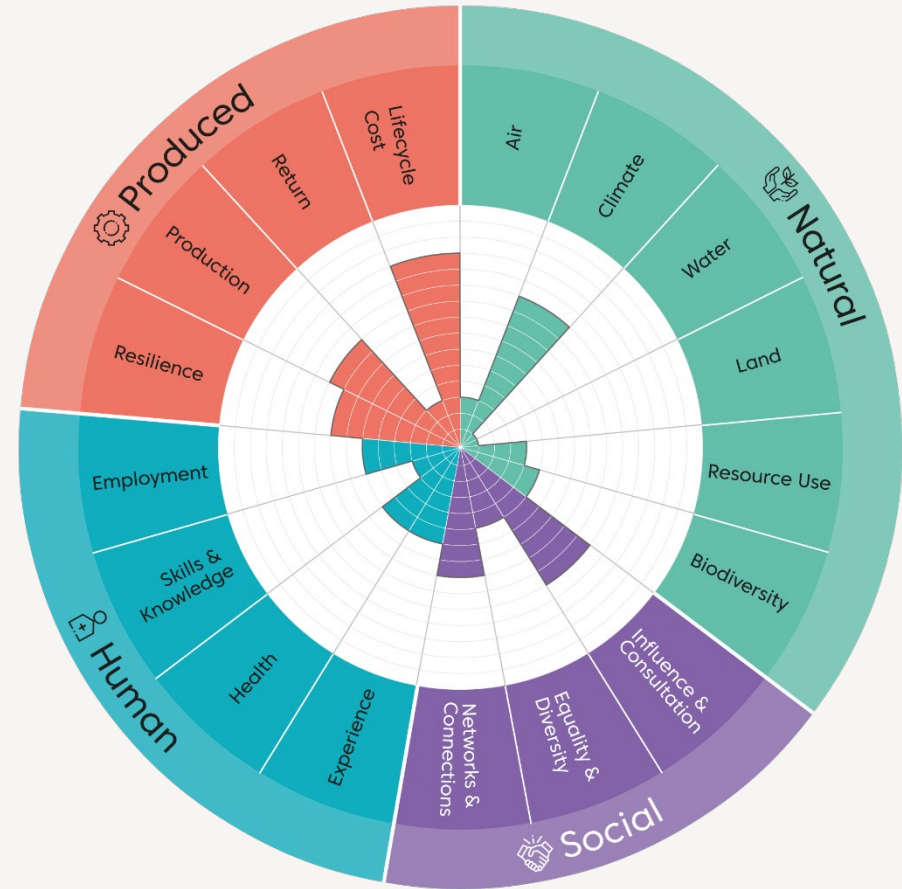 Produced
Lifecycle
Cost
Return
Production
Resilience
Natural
Air
Climate
Water
Land
Resource Use
Biodiversity
Social
Influence &
Consultation
Equality &
Diversity
Networks &
Connections
Human
Experience
Health
Skills &
Knowledge
Employment